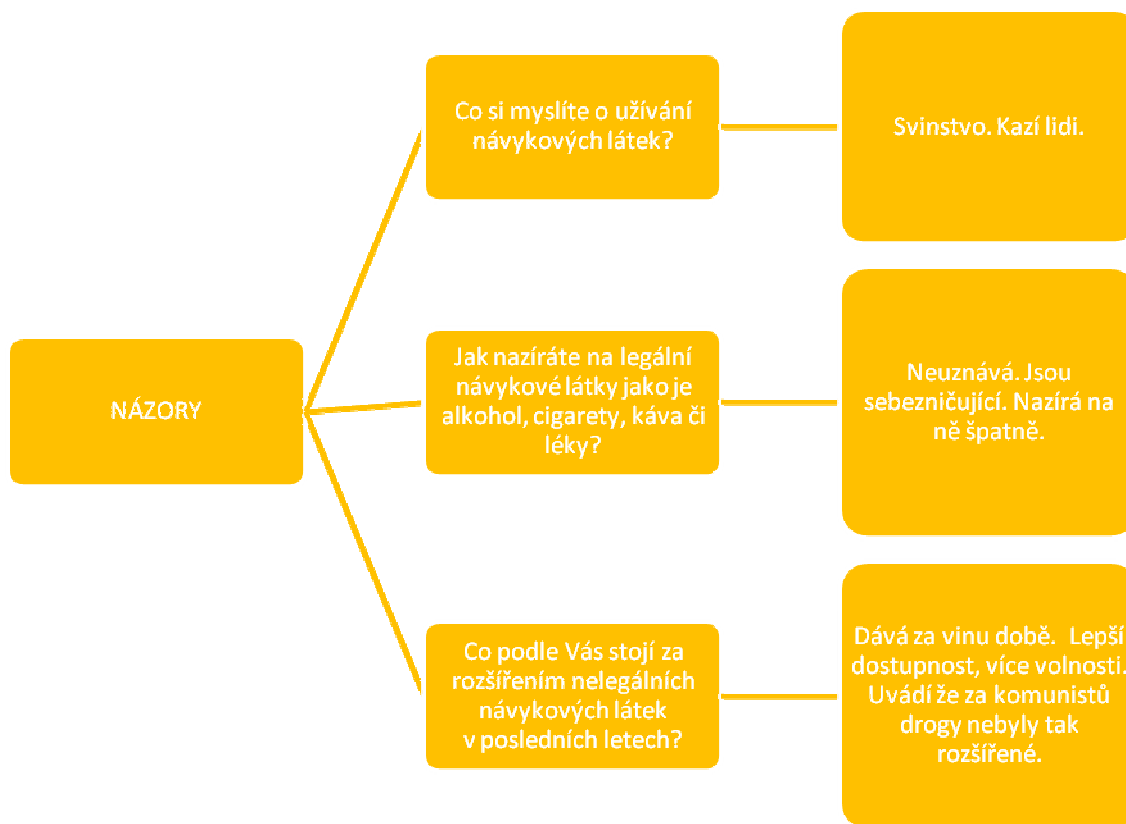 NÁZORY
Co si myslíte o užívání
návykových látek?
Svinstvo. Kazí lidi.
Jak nazíráte na legální
návykové látky jako je
alkohol, cigarety, káva či
léky?
Neuznává. Jsou
sebezničující. Nazírá na
ně špatně.
Co podle Vás stojí za
rozšířením nelegálních
návykových látek
v posledních letech?
Dává za vinu době.  Lepší
dostupnost, více volnosti.
Uvádí že za komunistů
drogy nebyly tak
rozšířené.